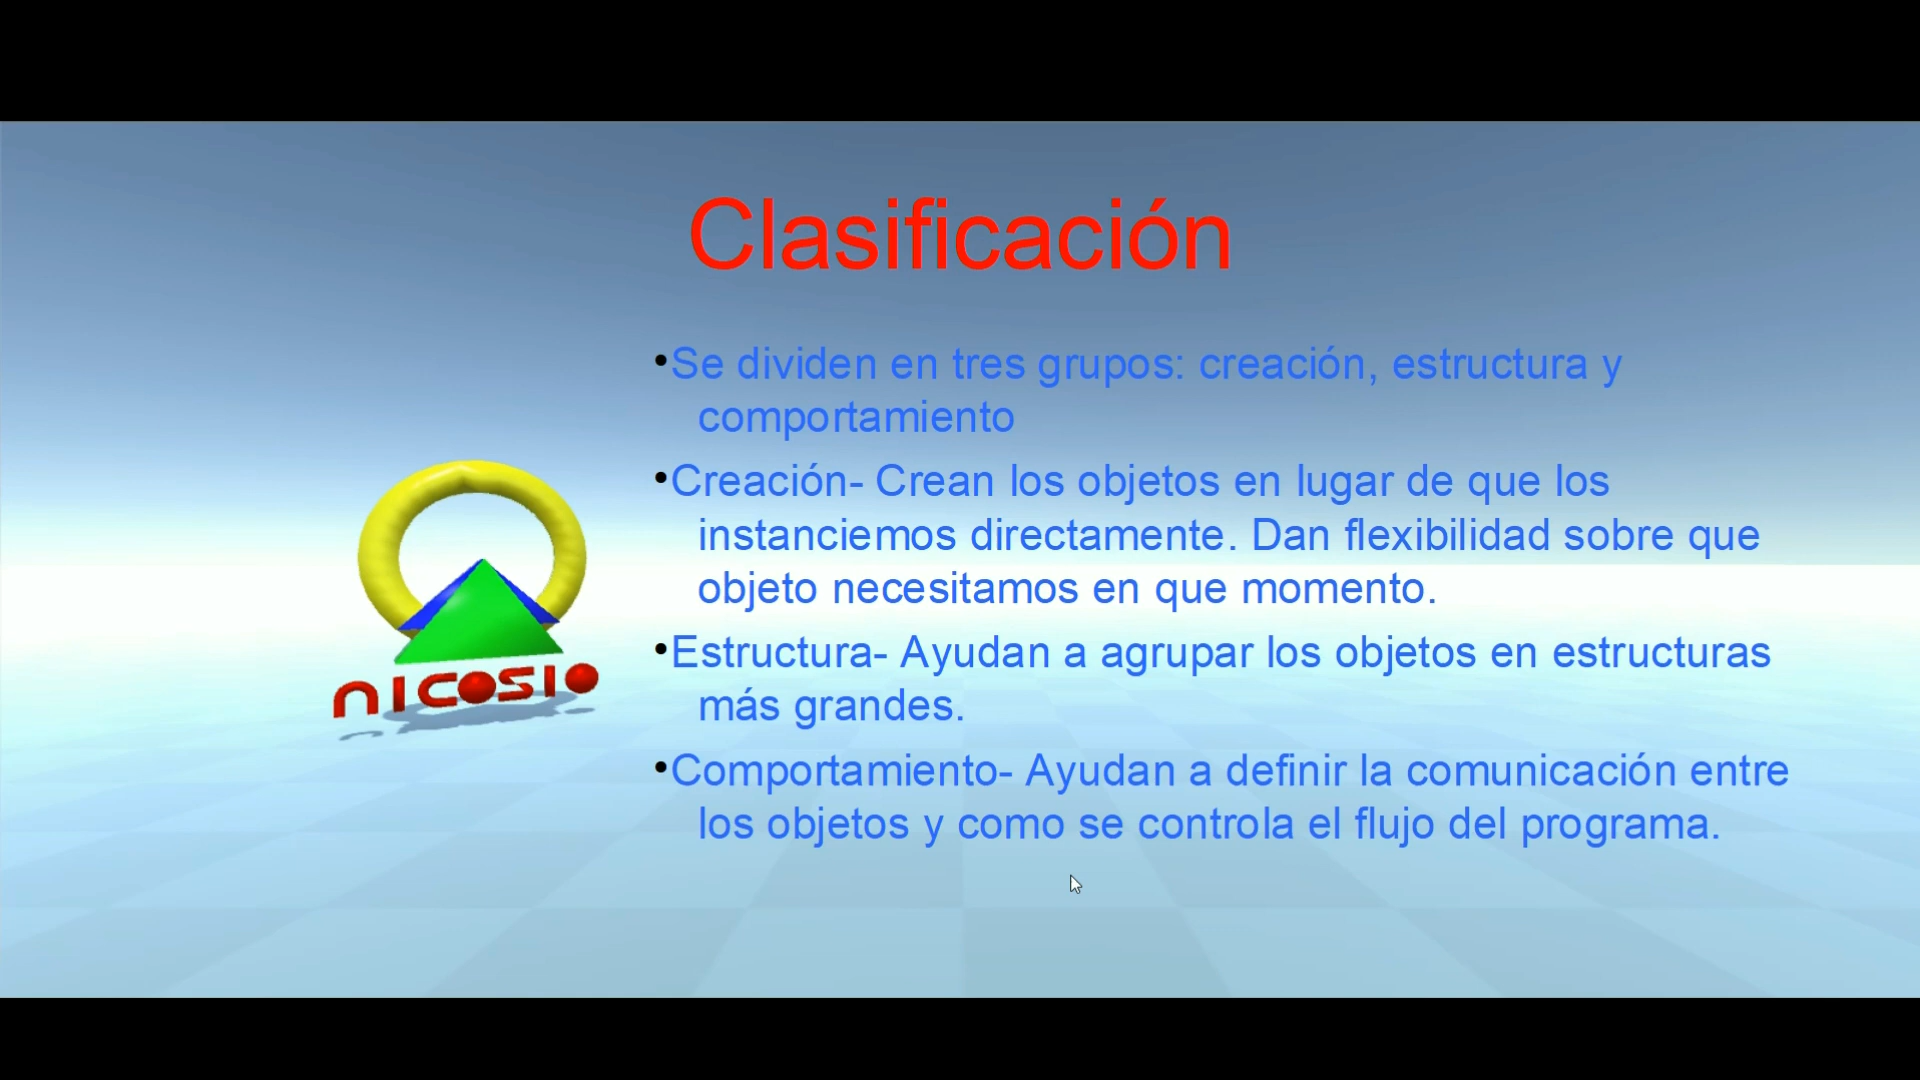 Clasificación
•Se dividen en tres grupos: creación, estructura y
comportamiento
•Creación- Crean los objetos en lugar de que los
instanciemos directamente. Dan flexibilidad sobre que
objeto necesitamos en que momento.
•Estructura- Ayudan a agrupar los objetos en estructuras
más grandes.
•Comportamiento- Ayudan a definir la comunicación entre
los objetos y como se controla el flujo del programa.
nicosio